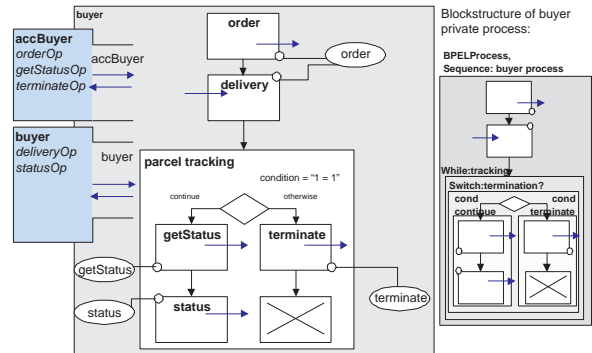 buyer
accBuyer
orderOp
getStatusOp
terminateOp
accBuyer
buyer
deliveryOp
statusOp
buyer
order
order
delivery
parcel tracking
condition = "1 = 1"
continue
otherwise
getStatus
terminate
getStatus
status
status
terminate
Blockstructure of buyer
private process:
BPELProcess,
Sequence: buyer process
While:tracking
Switch:termination?
cond
continue
cond
terminate